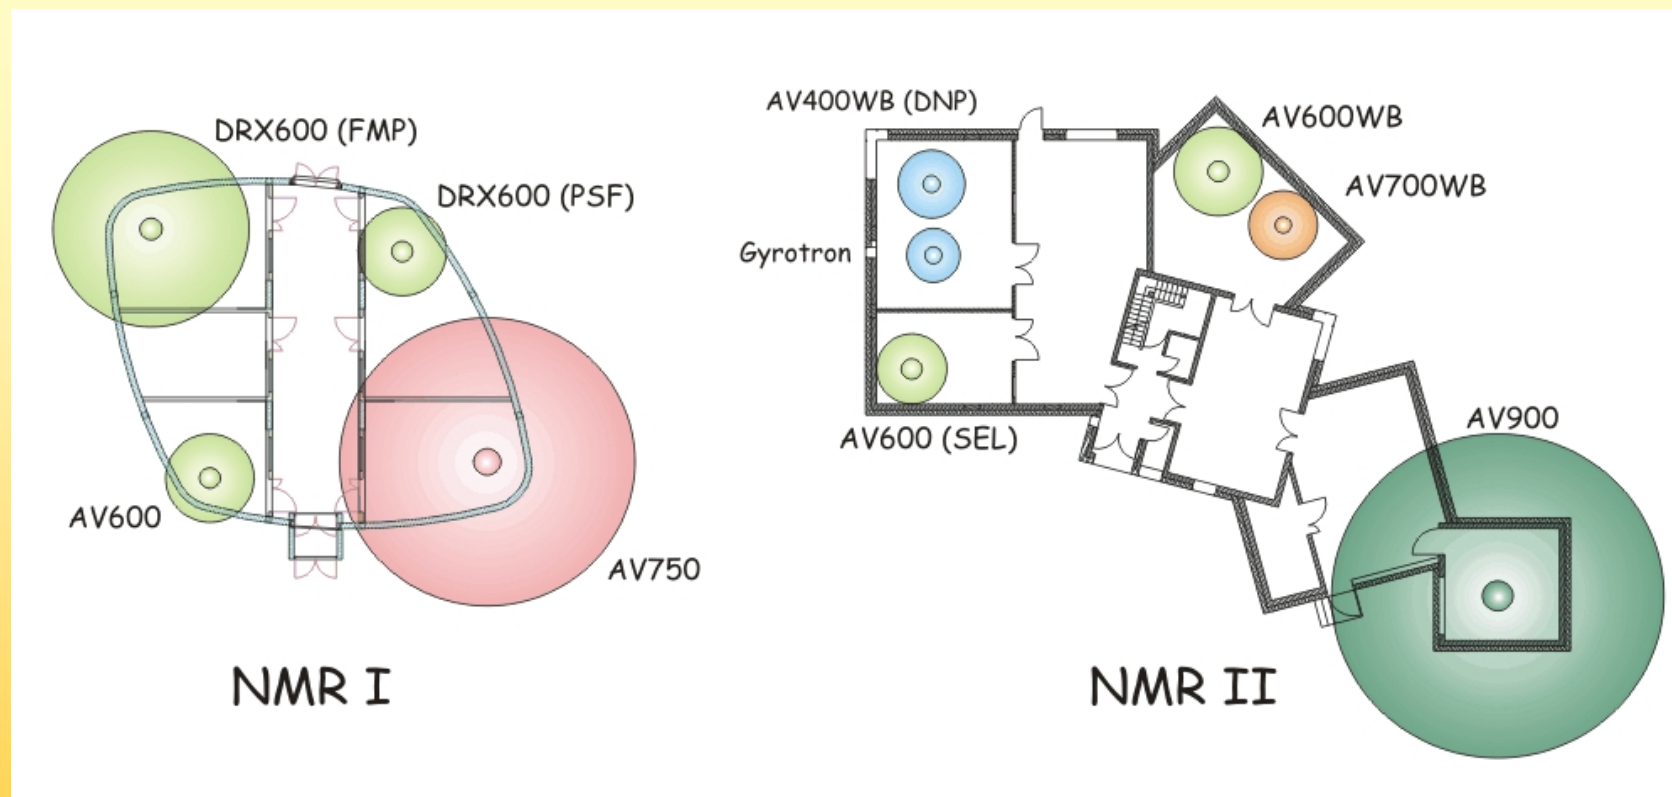 DRX600 (FMP)
DRX600 (PSF)
AV600
AV750
NMR I
AV400WB (DNP)
AV600WB
AV700WB
Gyrotron
AV600 (SEL)
AV900
NMR II